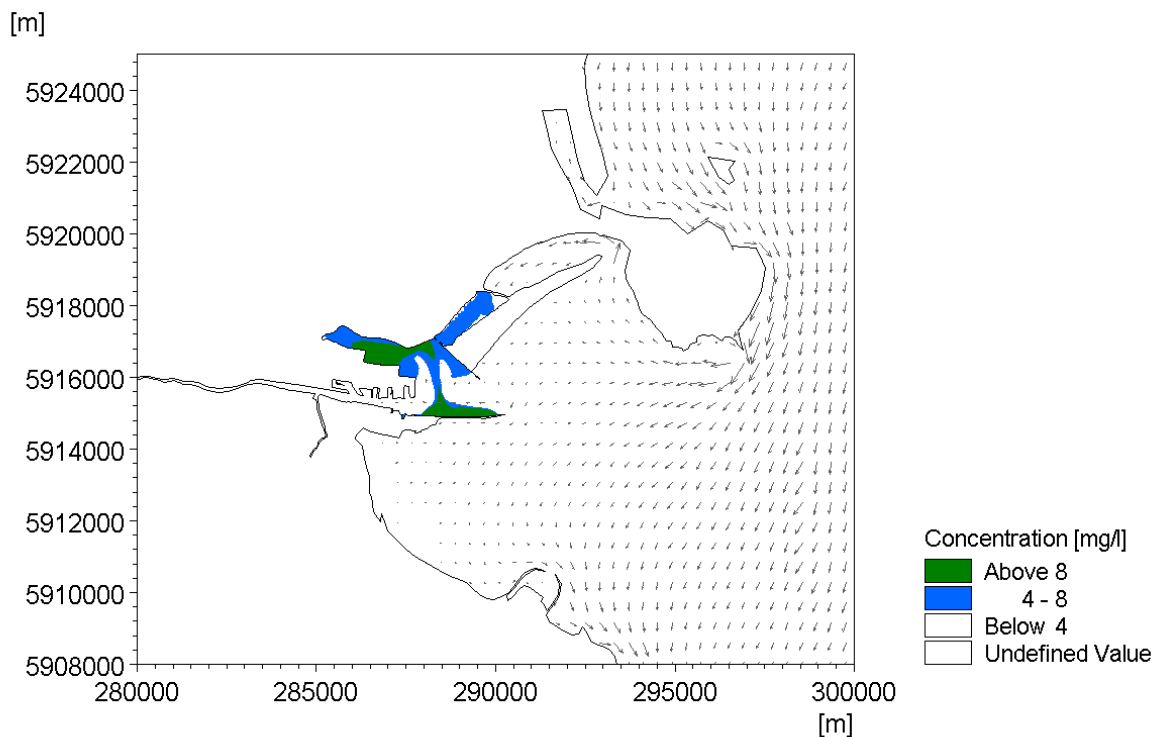 [m]
5924000
5922000
5920000
5918000
5916000
5914000
5912000
5910000
5908000
280000 285000 290000 295000 300000
[m]
Concentration [mg/l]
Above 8
4 - 8
Below 4
Undefined Value